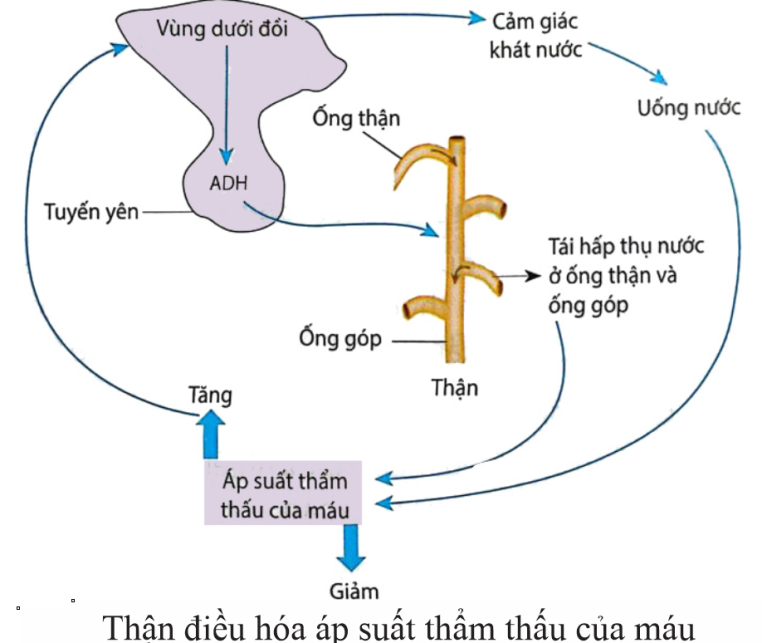 Vùng dưới đồi
Cảm giác
khát nước
Uống nước
Ống thận
ADH
Tuyến yên
Tái hấp thụ nước
ở ống thận và
ống góp
Ống góp
Thận
Tăng
Áp suất thẩm
thấu của máu
Giảm
Thận điều hóa áp suất thẩm thấu của máu